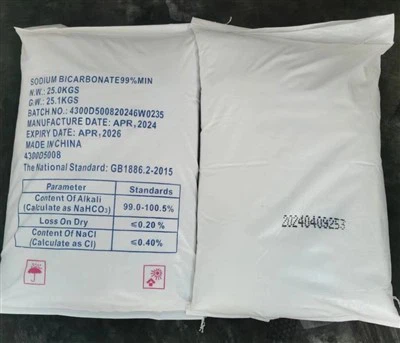 SODIUM BICARBONATE99%MIN
N.W.: 25.0KGS
G.W.: 25.1KGS
BATCH NO.: 4300D500820246W0235
MANUFACTURE DATE: APR, 2024
EXPIRY DATE: APR, 2026
MADE IN CHINA
4300D5008
The National Standard: GB1886.2-2015
Parameter Standards
Content Of Alkali
(Calculate as NaHCO₃) 99.0-100.5%
Loss On Dry ≤0.20 %
Content Of NaCl
(Calculate as Cl) ≤0.40%
20240409253